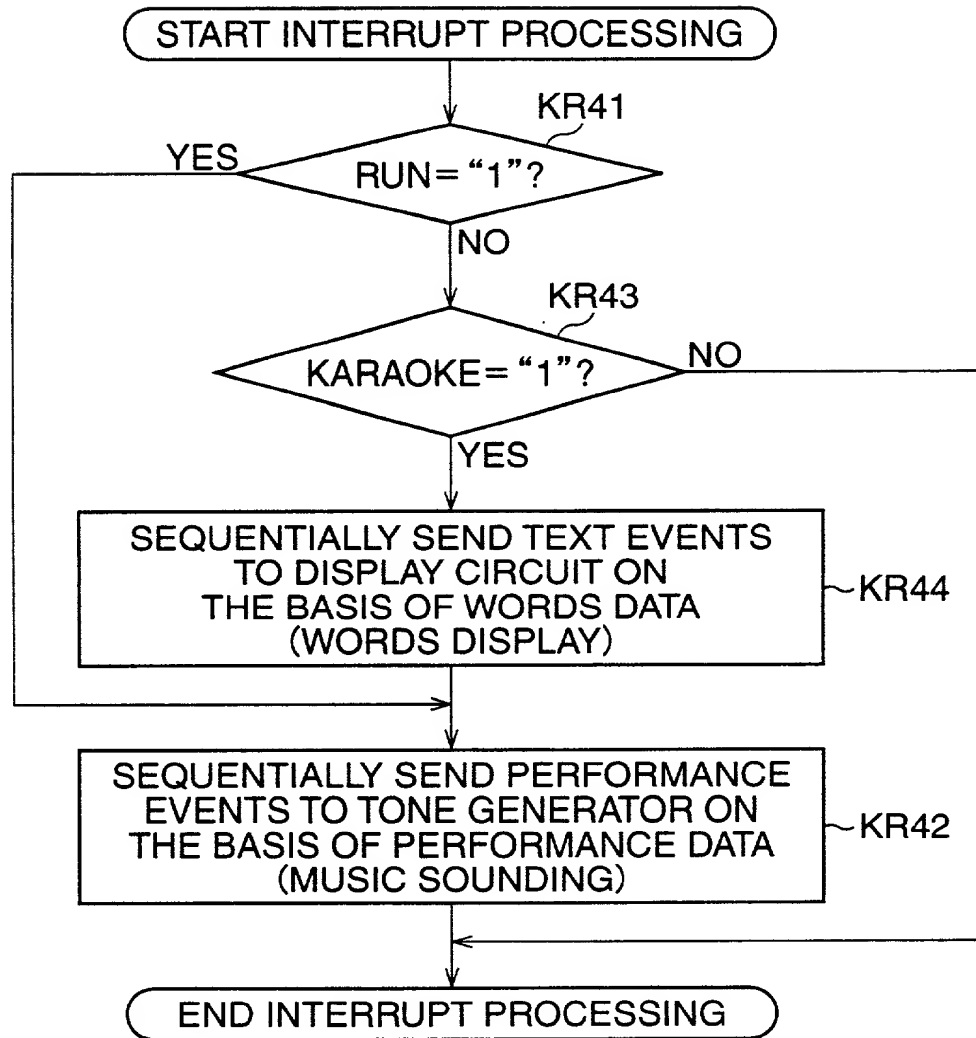 START INTERRUPT PROCESSING
KR41
YES
RUN= “1”?
NO
KR43
NO
KARAOKE= “1”?
YES
SEQUENTIALLY SEND TEXT EVENTS
TO DISPLAY CIRCUIT ON
THE BASIS OF WORDS DATA
(WORDS DISPLAY)
KR44
SEQUENTIALLY SEND PERFORMANCE
EVENTS TO TONE GENERATOR ON
THE BASIS OF PERFORMANCE DATA
(MUSIC SOUNDING)
KR42
END INTERRUPT PROCESSING